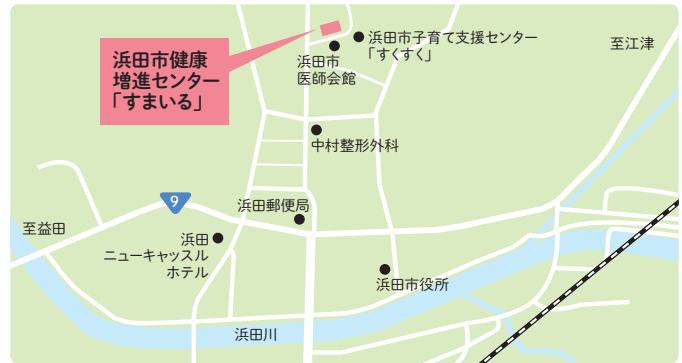 浜田市健康
増進センター
「すまいる」
浜田市子育て支援センター
「すくすく」
浜田市
医師会館
至江津
中村整形外科
9
浜田郵便局
至益田
浜田
ニューキャッスル
ホテル
浜田市役所
浜田川